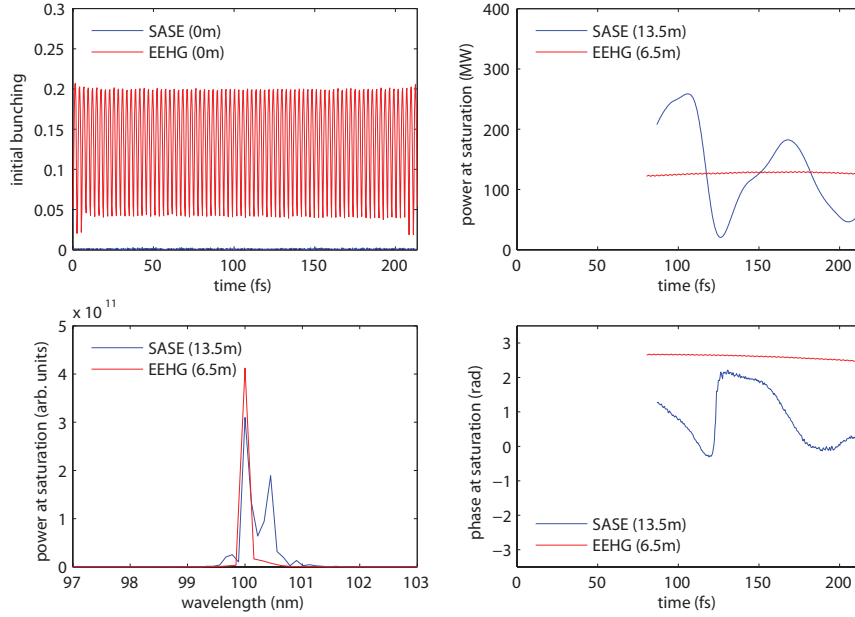 0.3
0.25
0.2
0.15
0.1
0.05
0
initial bunching
SASE (0m)
EEHG (0m)
0 50 100 150 200
time (fs)
400
300
200
100
0
power at saturation (MW)
SASE (13.5m)
EEHG (6.5m)
0 50 100 150 200
time (fs)
x 10 11
5
4
3
2
1
0
power at saturation (arb. units)
SASE (13.5m)
EEHG (6.5m)
97 98 99 100 101 102 103
wavelength (nm)
3
2
1
0
−1
−2
−3
phase at saturation (rad)
SASE (13.5m)
EEHG (6.5m)
0 50 100 150 200
time (fs)